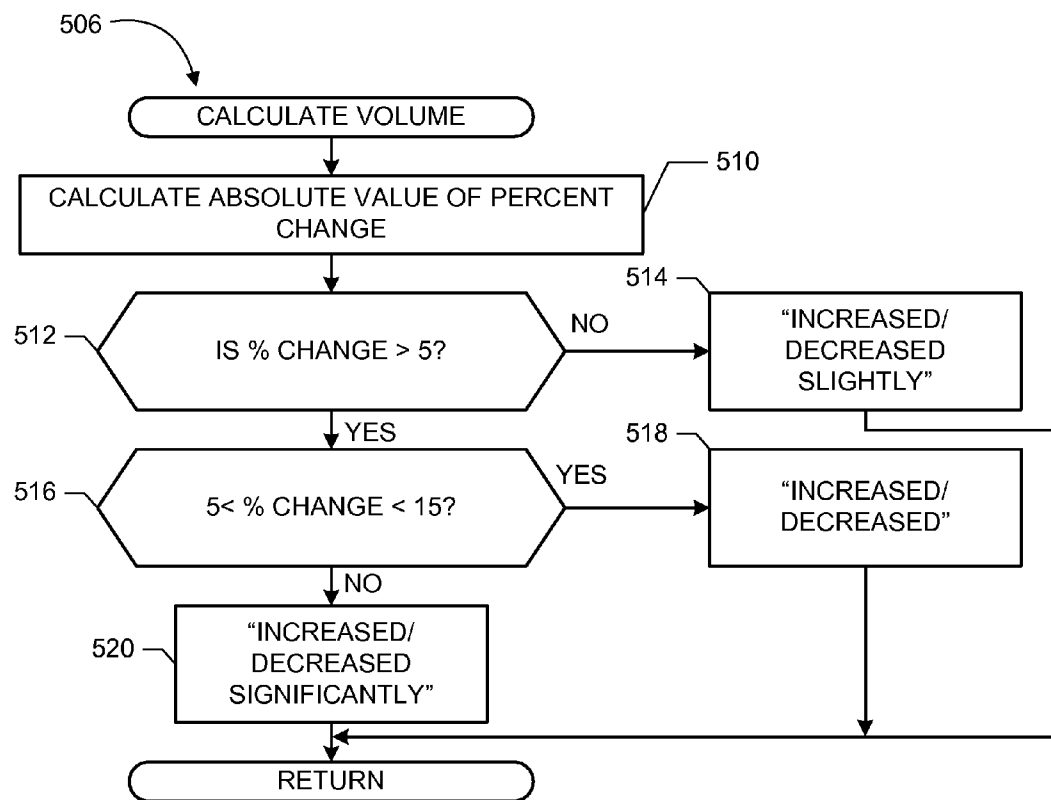 506
CALCULATE VOLUME
510
CALCULATE ABSOLUTE VALUE OF PERCENT
CHANGE
512
IS % CHANGE > 5?
NO
514
“INCREASED/
DECREASED
SLIGHTLY”
YES
516
5< % CHANGE < 15?
YES
518
“INCREASED/
DECREASED”
NO
520
“INCREASED/
DECREASED
SIGNIFICANTLY”
RETURN